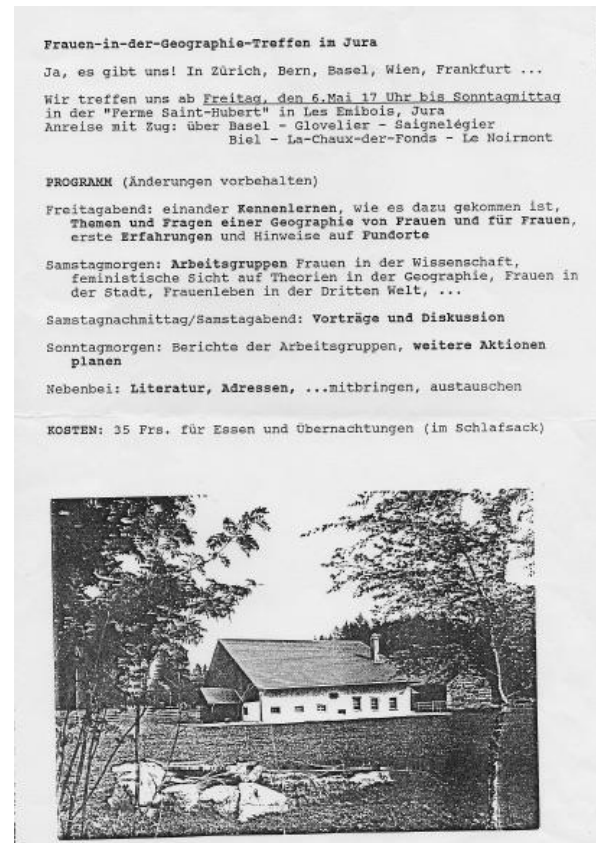 Frauen-in-der-Geographie-Treffen im Jura
Ja, es gibt uns! In Zürich, Bern, Basel, Wien, Frankfurt ...
Wir treffen uns ab Freitag, den 6.Mai 17 Uhr bis Sonntagmittag
in der "Ferme Saint-Hubert" in Les Emibois, Jura
Anreise mit Zug: über Basel - Glovelier - Saignelégier
Biel - La-Chaux-der-Fonds - Le Noirmont
PROGRAMM (Änderungen vorbehalten)
Freitagabend: einander Kennenlernen, wie es dazu gekommen ist,
Themen und Fragen einer Geographie von Frauen und für Frauen,
erste Erfahrungen und Hinweise auf Fundorte
Samstagmorgen: Arbeitsgruppen Frauen in der Wissenschaft,
feministische Sicht auf Theorien in der Geographie, Frauen in
der Stadt, Frauenleben in der Dritten Welt, ...
Samstagnachmittag/Samstagabend: Vorträge und Diskussion
Sonntagmorgen: Berichte der Arbeitsgruppen, weitere Aktionen
planen
Nebenbei: Literatur, Adressen, ...mitbringen, austauschen
KOSTEN: 35 Frs. für Essen und Übernachtungen (im Schlafsack)